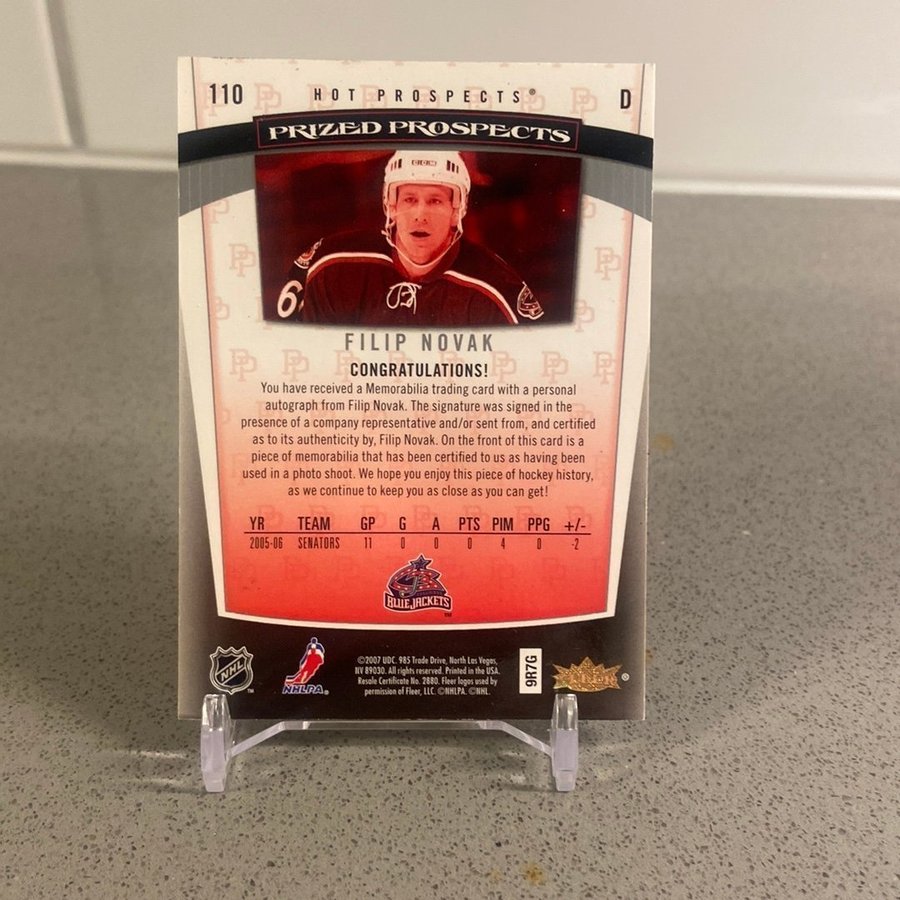 110 HOT PROSPECTS® D
PRIZED PROSPECTS
CCM
6
FILIP NOVAK
CONGRATULATIONS!
You have received a Memorabilia trading card with a personal
autograph from Filip Novak. The signature was signed in the
presence of a company representative and/or sent from, and certified
as to its authenticity by, Filip Novak. On the front of this card is a
piece of memorabilia that has been certified to us as having been
used in a photo shoot. We hope you enjoy this piece of hockey history,
as we continue to keep you as close as you can get!
YR TEAM GP G A PTS PIM PPG +/-
2005-06 SENATORS 11 0 0 0 4 0 -2
BLUE JACKETS
NHL ™
NHLPA ®
©2007 UDC. 985 Trade Drive, North Las Vegas,
NV 89030. All rights reserved. Printed in the USA.
Resale Certificate No. 2880. Fleer logos used by
permission of Fleer, LLC. ©NHLPA. ©NHL.
9R7G
FLEER ®